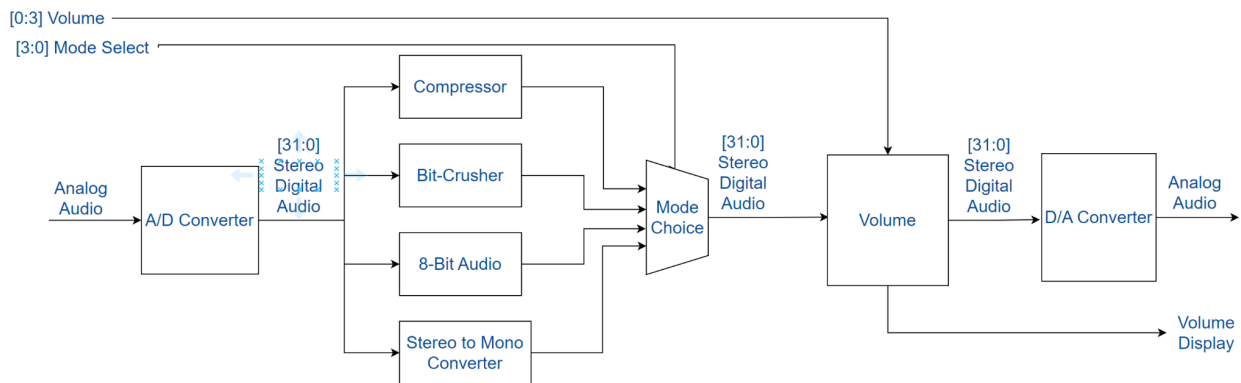 [0:3] Volume
[3:0] Mode Select
Compressor
[31:0]
Stereo
Digital
Audio
[31:0]
Stereo
Digital
Audio
[31:0]
Stereo
Digital
Audio
Analog
Audio
A/D Converter
Bit-Crusher
Mode
Choice
Volume
D/A Converter
Analog
Audio
8-Bit Audio
Stereo to Mono
Converter
Volume
Display